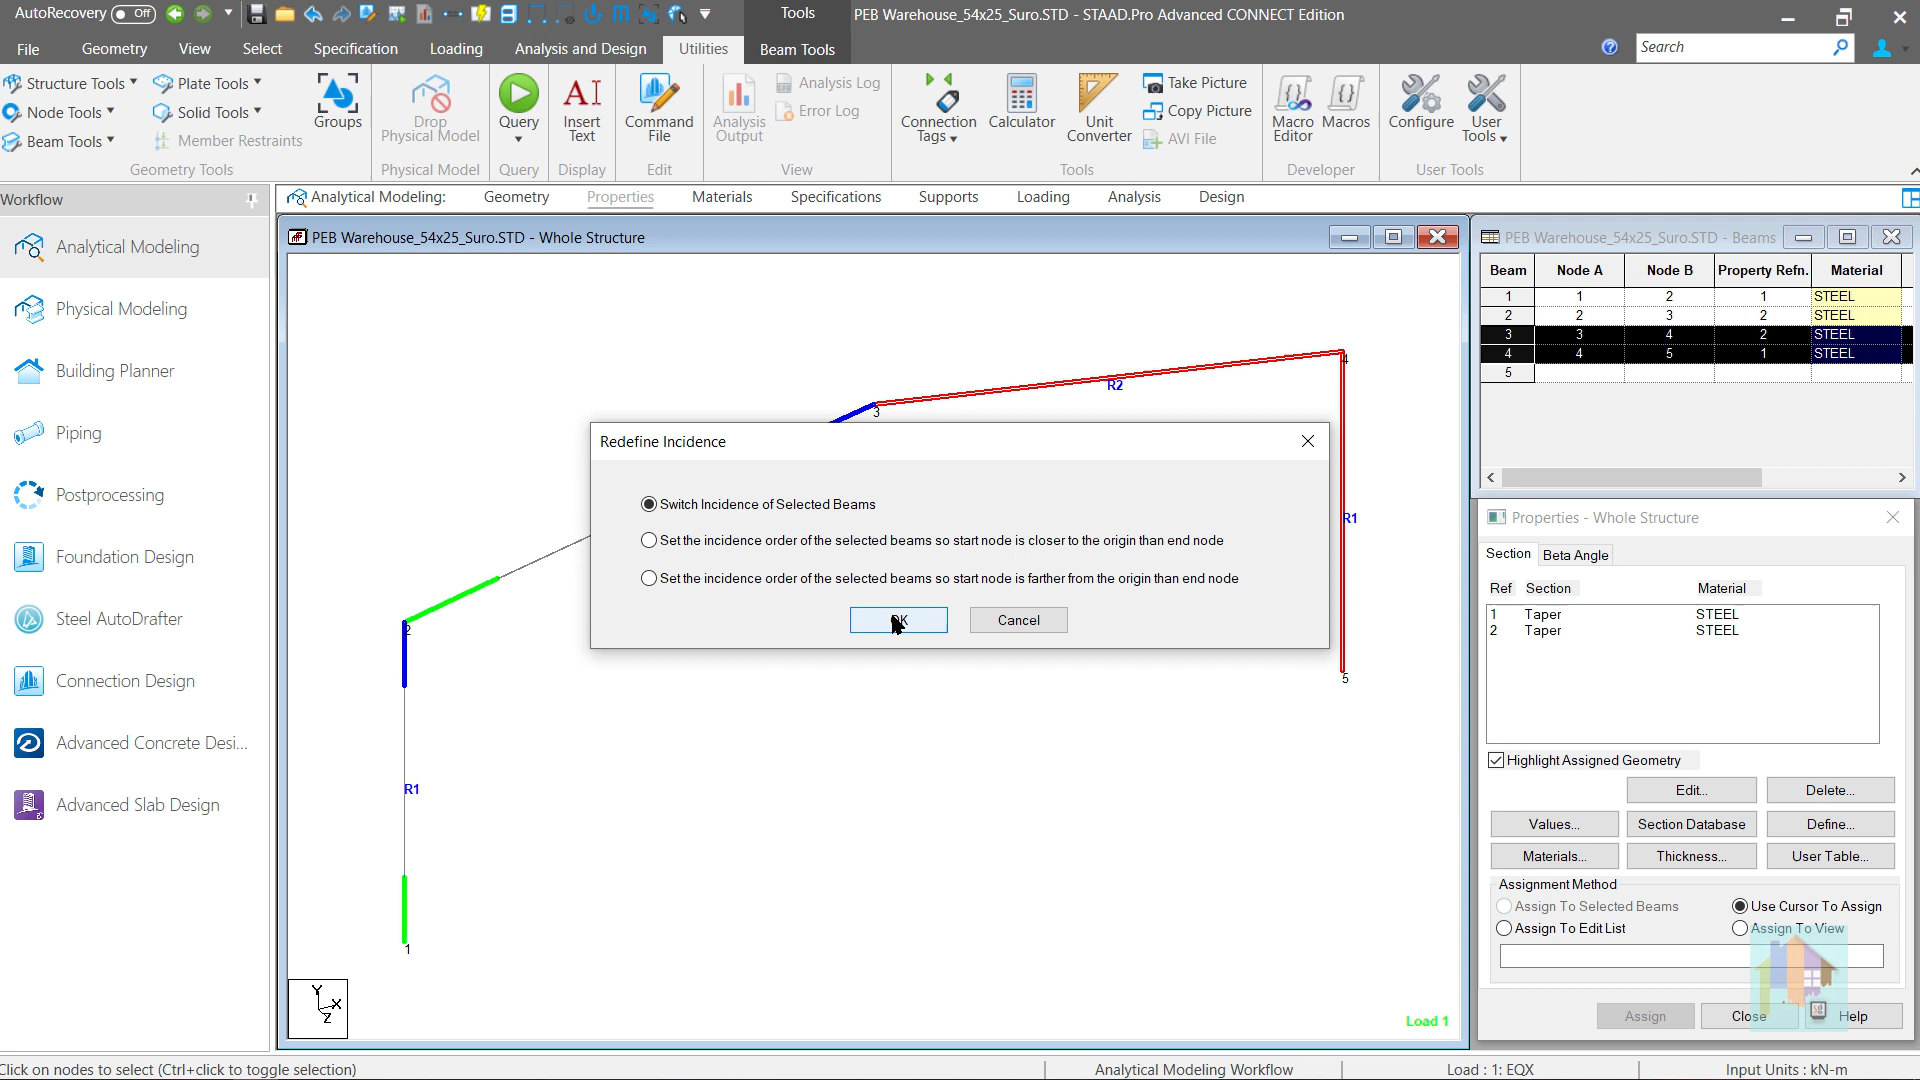 AutoRecovery Off
Tools
PEB Warehouse_54x25_Suro.STD - STAAD.Pro Advanced CONNECT Edition
File Geometry View Select Specification Loading Analysis and Design Utilities Beam Tools
Search
Structure Tools
Node Tools
Beam Tools
Plate Tools
Solid Tools
Member Restraints
Geometry Tools
Groups
Drop
Physical Model
Physical Model
Query
Query
Insert
Text
Display
Command
File
Edit
Analysis
Output
Analysis Log
Error Log
View
Connection
Tags
Calculator
Unit
Converter
Take Picture
Copy Picture
AVI File
Tools
Macro
Editor
Macros
Developer
Configure
User
Tools
User Tools
Workflow
Analytical Modeling
Physical Modeling
Building Planner
Piping
Postprocessing
Foundation Design
Steel AutoDrafter
Connection Design
Advanced Concrete Desi...
Advanced Slab Design
Analytical Modeling: Geometry Properties Materials Specifications Supports Loading Analysis Design
PEB Warehouse_54x25_Suro.STD - Whole Structure
4
R2
3
R1
5
2
R1
1
Y
X
Z
Load 1
Redefine Incidence
Switch Incidence of Selected Beams
Set the incidence order of the selected beams so start node is closer to the origin than end node
Set the incidence order of the selected beams so start node is farther from the origin than end node
OK Cancel
PEB Warehouse_54x25_Suro.STD - Beams
Beam Node A Node B Property Refn. Material
1 1 2 1 STEEL
2 2 3 2 STEEL
3 3 4 2 STEEL
4 4 5 1 STEEL
5
Properties - Whole Structure
Section Beta Angle
Ref Section Material
1 Taper STEEL
2 Taper STEEL
Highlight Assigned Geometry
Edit... Delete...
Values... Section Database Define...
Materials... Thickness... User Table...
Assignment Method
Assign To Selected Beams Use Cursor To Assign
Assign To Edit List Assign To View
Assign Close Help
Click on nodes to select (Ctrl+click to toggle selection)
Analytical Modeling Workflow
Load : 1: EQX
Input Units : kN-m